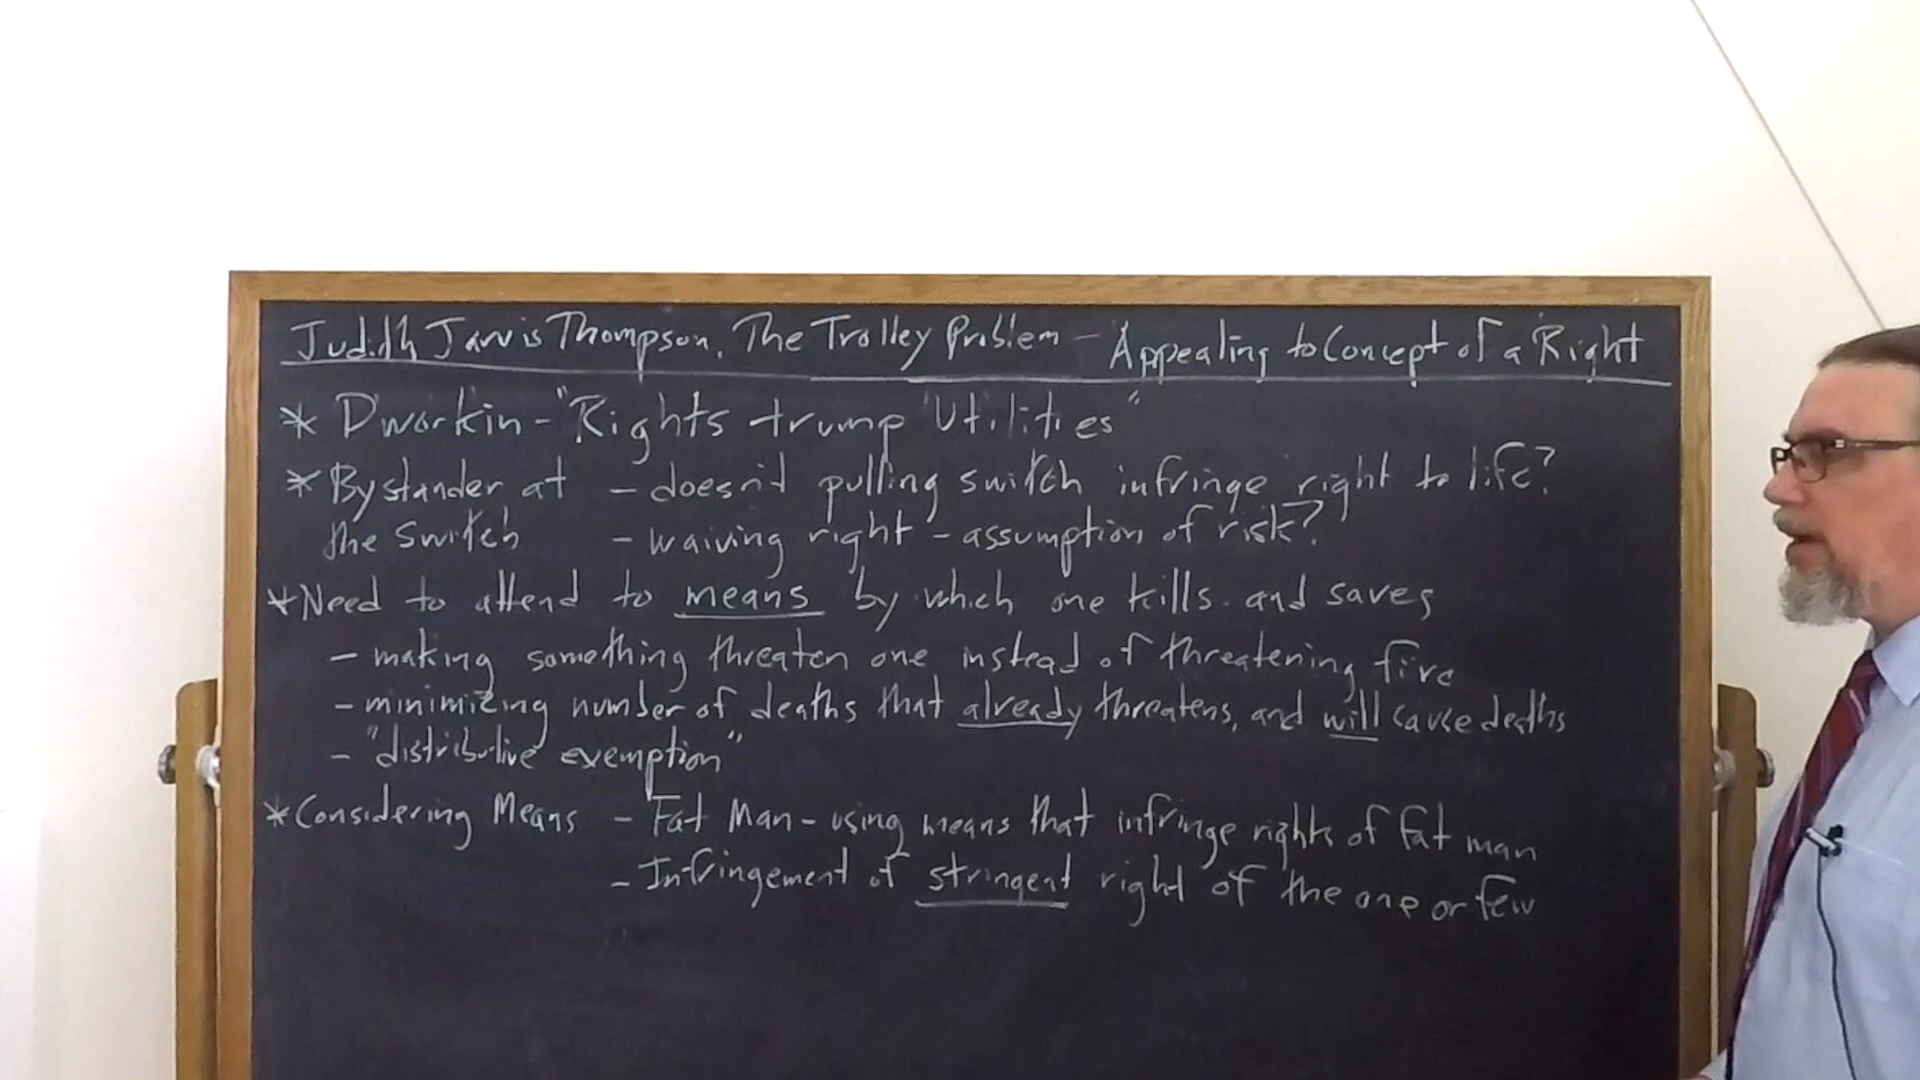 Judith Jarvis Thompson, The Trolley Problem - Appealing to Concept of a Right
* Dworkin - "Rights trump Utilities"
* Bystander at the switch - doesn't pulling switch infringe right to life?
- waiving right - assumption of risk?
* Need to attend to means by which one kills and saves
- making something threaten one instead of threatening five
- minimizing number of deaths that already threatens, and will cause deaths
- "distributive exemption"
* Considering Means - Fat Man - using means that infringe rights of fat man
- Infringement of stringent right of the one or few